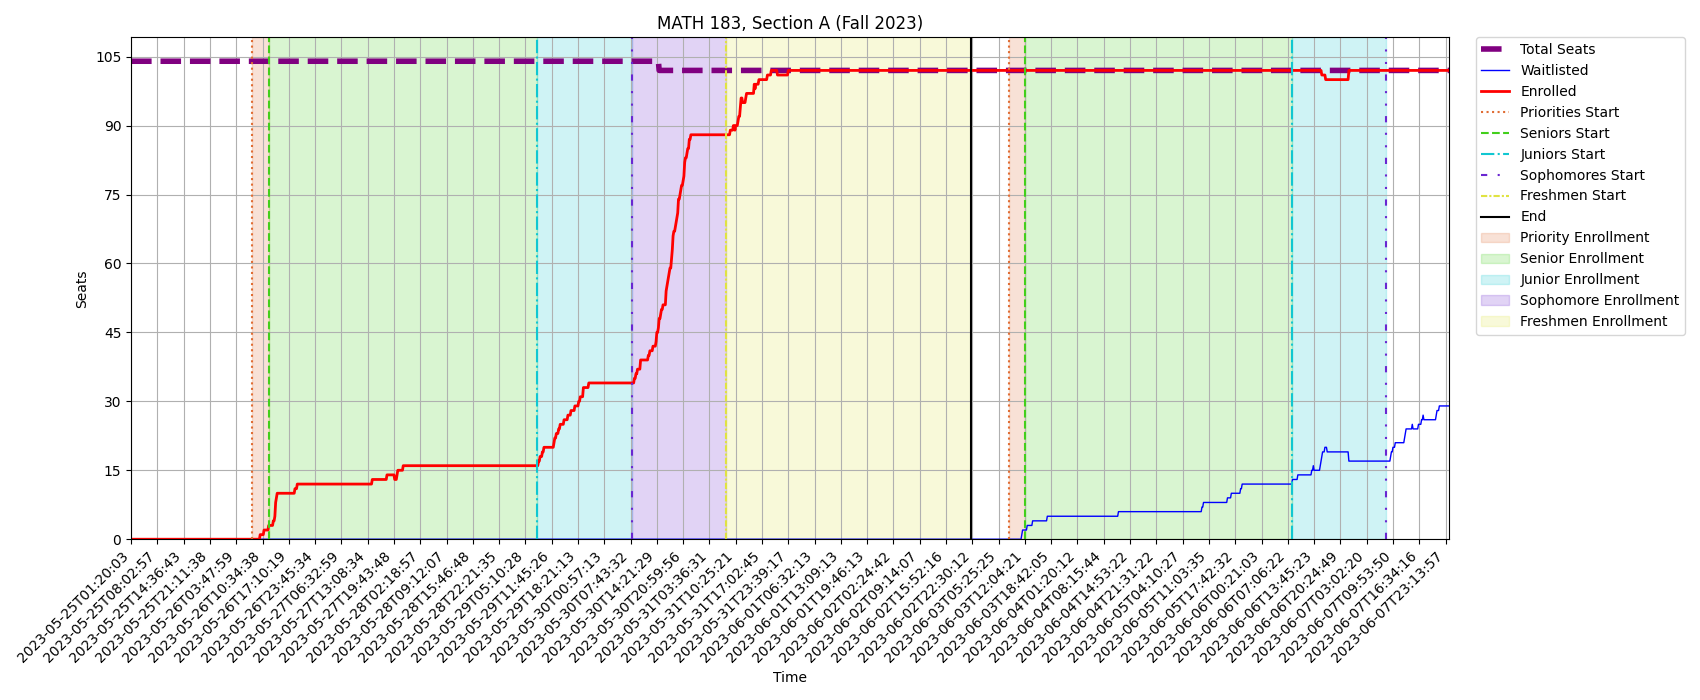 MATH 183, Section A (Fall 2023)
105
90
75
60
45
30
15
0
Seats
2023-05-25T01:20:03
2023-05-25T08:02:57
2023-05-25T14:36:43
2023-05-25T21:11:38
2023-05-26T03:47:59
2023-05-26T10:34:38
2023-05-26T17:10:19
2023-05-26T23:45:34
2023-05-27T06:32:59
2023-05-27T13:08:34
2023-05-27T19:43:48
2023-05-28T02:18:57
2023-05-28T09:12:07
2023-05-28T15:46:48
2023-05-28T22:21:35
2023-05-29T05:10:28
2023-05-29T11:45:26
2023-05-29T18:21:13
2023-05-30T00:57:13
2023-05-30T07:43:32
2023-05-30T14:21:29
2023-05-30T20:59:56
2023-05-31T03:36:31
2023-05-31T10:25:21
2023-05-31T17:02:45
2023-05-31T23:39:17
2023-06-01T06:32:13
2023-06-01T13:09:13
2023-06-01T19:46:13
2023-06-02T02:24:42
2023-06-02T09:14:07
2023-06-02T15:52:16
2023-06-02T22:30:12
2023-06-03T05:25:25
2023-06-03T12:04:21
2023-06-03T18:42:05
2023-06-04T01:20:12
2023-06-04T08:15:44
2023-06-04T14:53:22
2023-06-04T21:31:22
2023-06-05T04:10:27
2023-06-05T11:03:35
2023-06-05T17:42:32
2023-06-06T00:21:03
2023-06-06T07:06:22
2023-06-06T13:45:23
2023-06-06T20:24:49
2023-06-07T03:02:20
2023-06-07T09:53:50
2023-06-07T16:34:16
2023-06-07T23:13:57
Time
Total Seats
Waitlisted
Enrolled
Priorities Start
Seniors Start
Juniors Start
Sophomores Start
Freshmen Start
End
Priority Enrollment
Senior Enrollment
Junior Enrollment
Sophomore Enrollment
Freshmen Enrollment